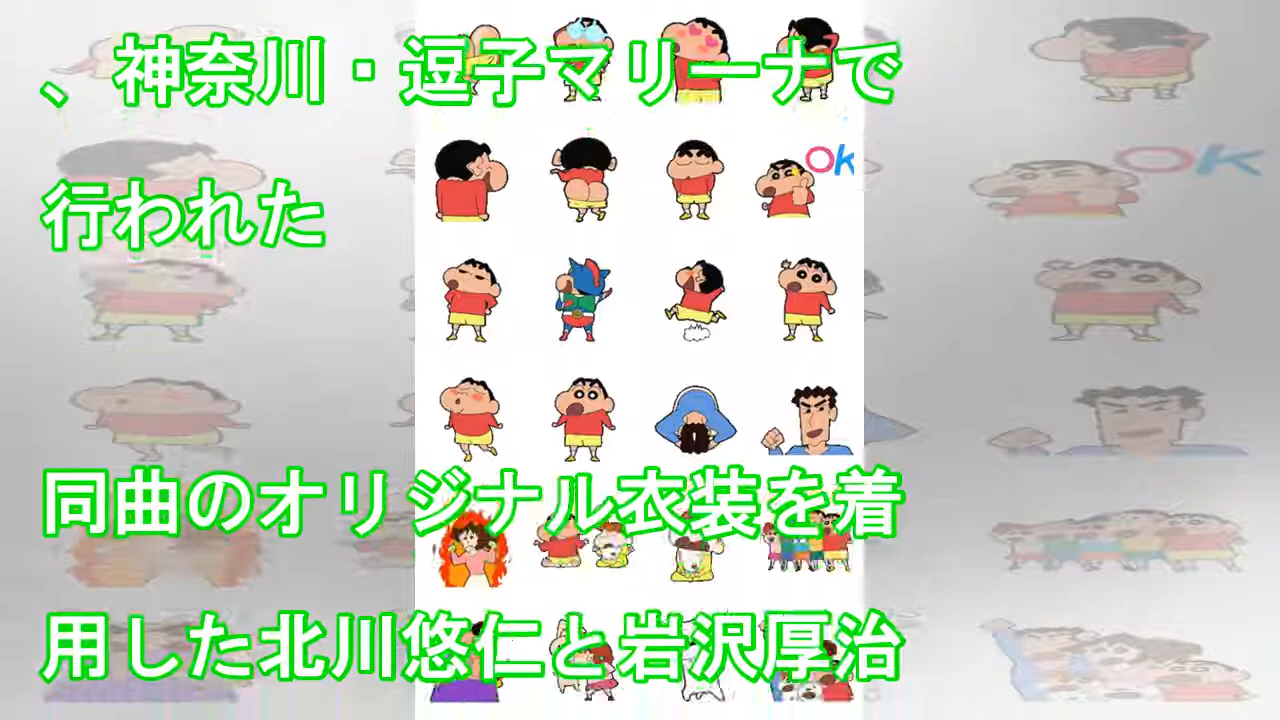 、神奈川・逗子マリーナで
行われた
OK
同曲のオリジナル衣装を着
用した北川悠仁と岩沢厚治